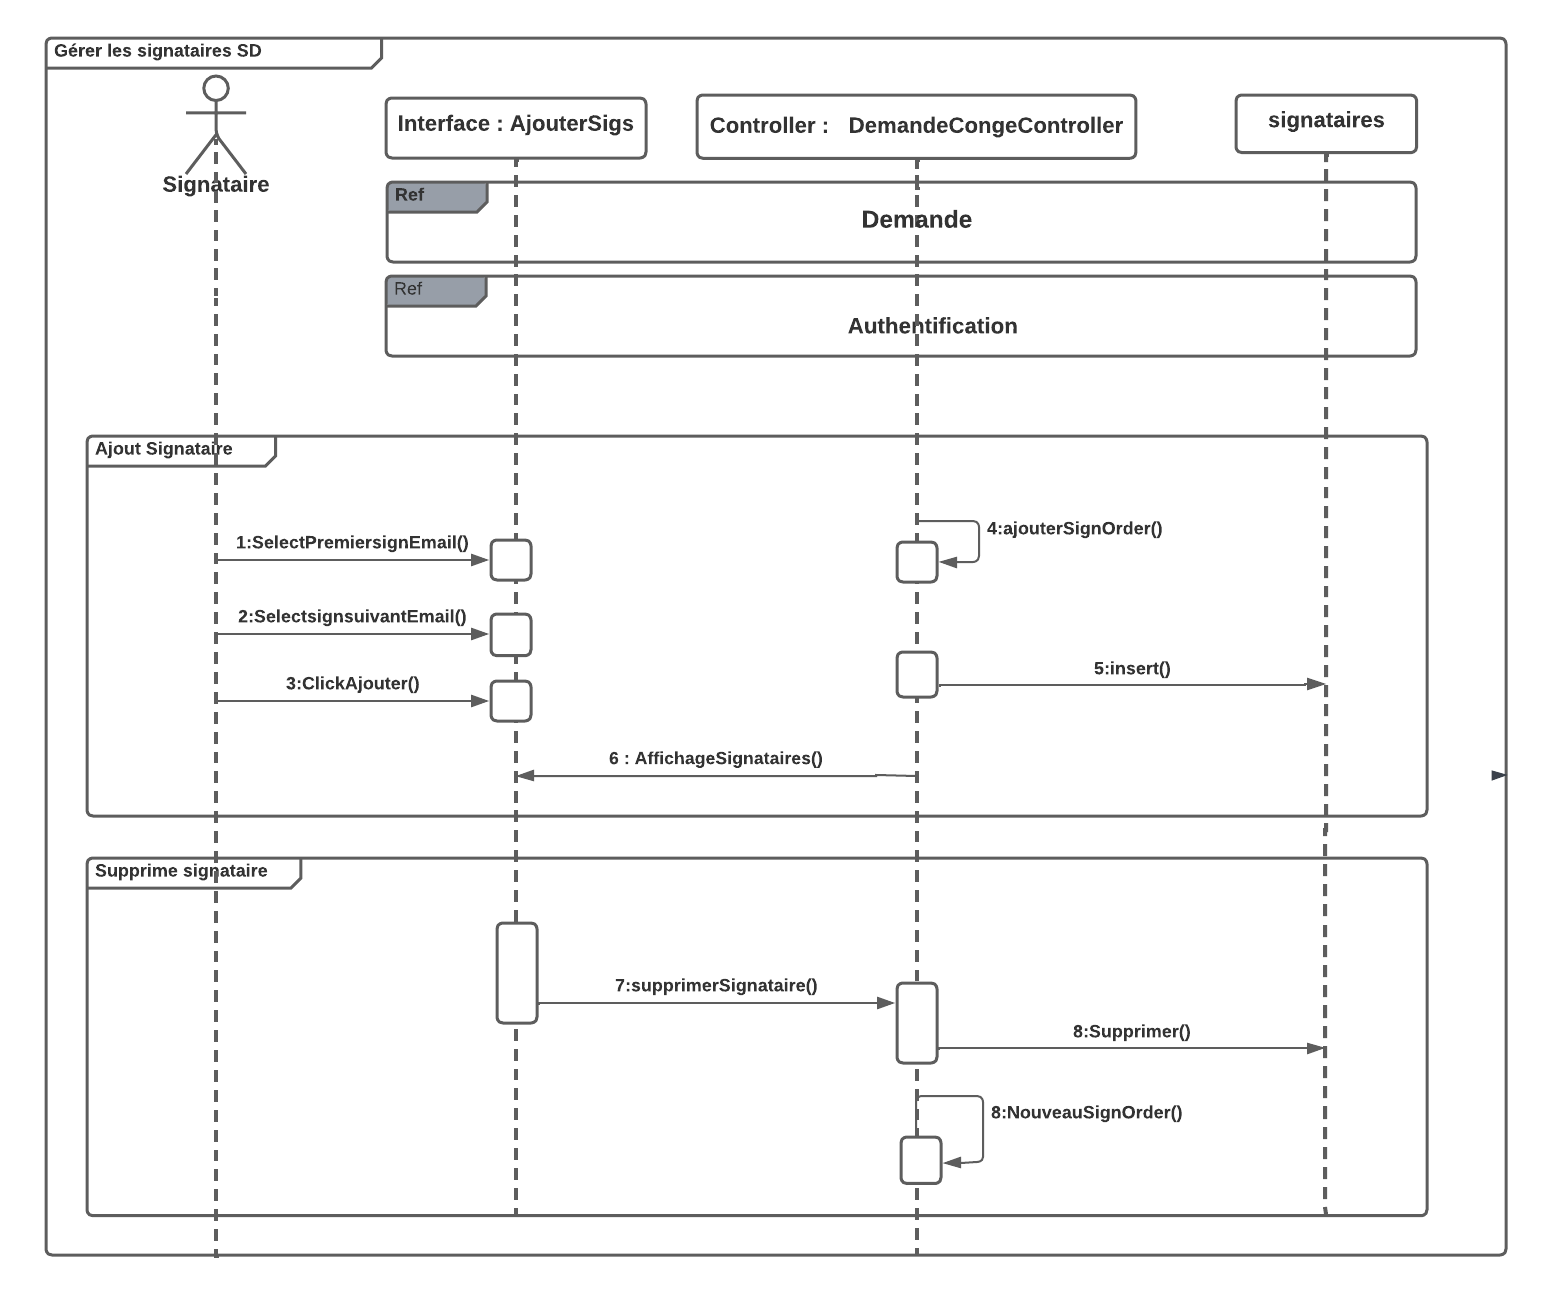 Gérer les signataires SD
Signataire
Interface : AjouterSigs
Controller :   DemandeCongeController
signataires
Ref
Demande
Ref
Authentification
Ajout Signataire
1:SelectPremiersignEmail()
4:ajouterSignOrder()
2:SelectsignsuivantEmail()
3:ClickAjouter()
5:insert()
6 : AffichageSignataires()
Supprime signataire
7:supprimerSignataire()
8:Supprimer()
8:NouveauSignOrder()